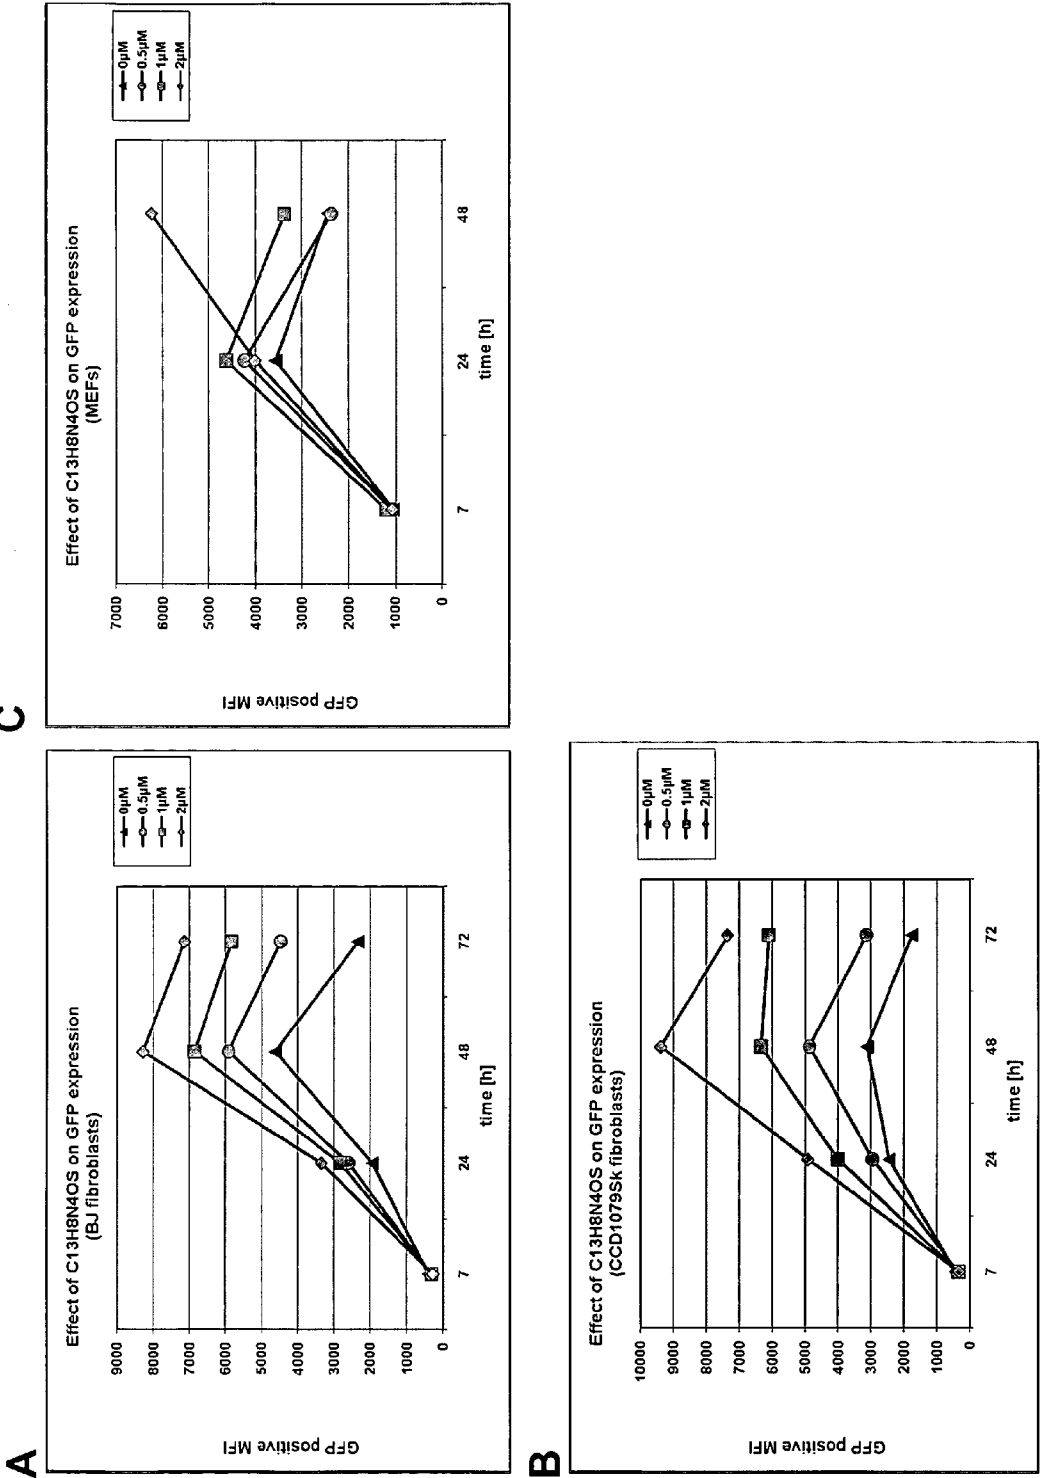 A
Effect of C13H8N4OS on GFP expression
(BJ fibroblasts)
0µM
0.5µM
1µM
2µM
GFP positive MFI
9000
8000
7000
6000
5000
4000
3000
2000
1000
0
7
24
48
72
time [h]
B
Effect of C13H8N4OS on GFP expression
(CCD1079Sk fibroblasts)
0µM
0.5µM
1µM
2µM
GFP positive MFI
10000
9000
8000
7000
6000
5000
4000
3000
2000
1000
0
7
24
48
72
time [h]
C
Effect of C13H8N4OS on GFP expression
(MEFs)
0µM
0.5µM
1µM
2µM
GFP positive MFI
7000
6000
5000
4000
3000
2000
1000
0
7
24
48
time [h]